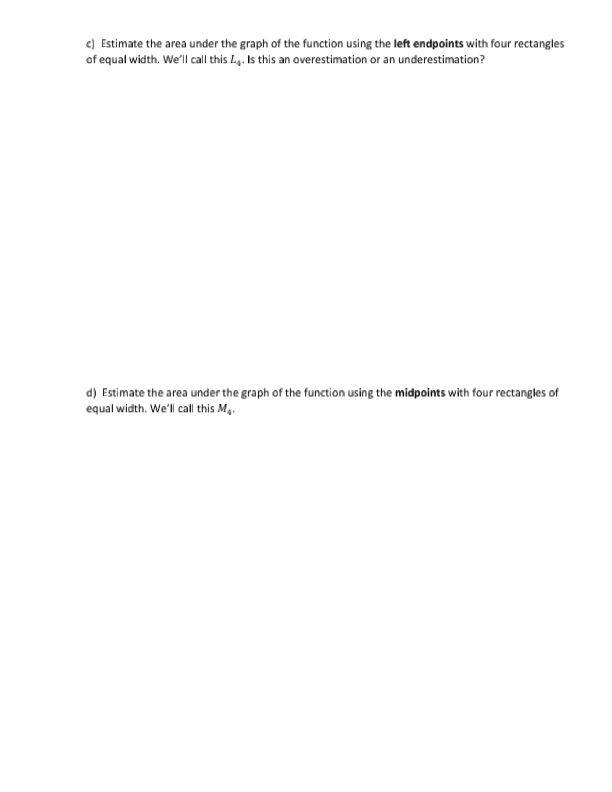 c) Estimate the area under the graph of the function using the left endpoints with four rectangles
of equal width. We'll call this L₄. Is this an overestimation or an underestimation?
d) Estimate the area under the graph of the function using the midpoints with four rectangles of
equal width. We'll call this M₄.